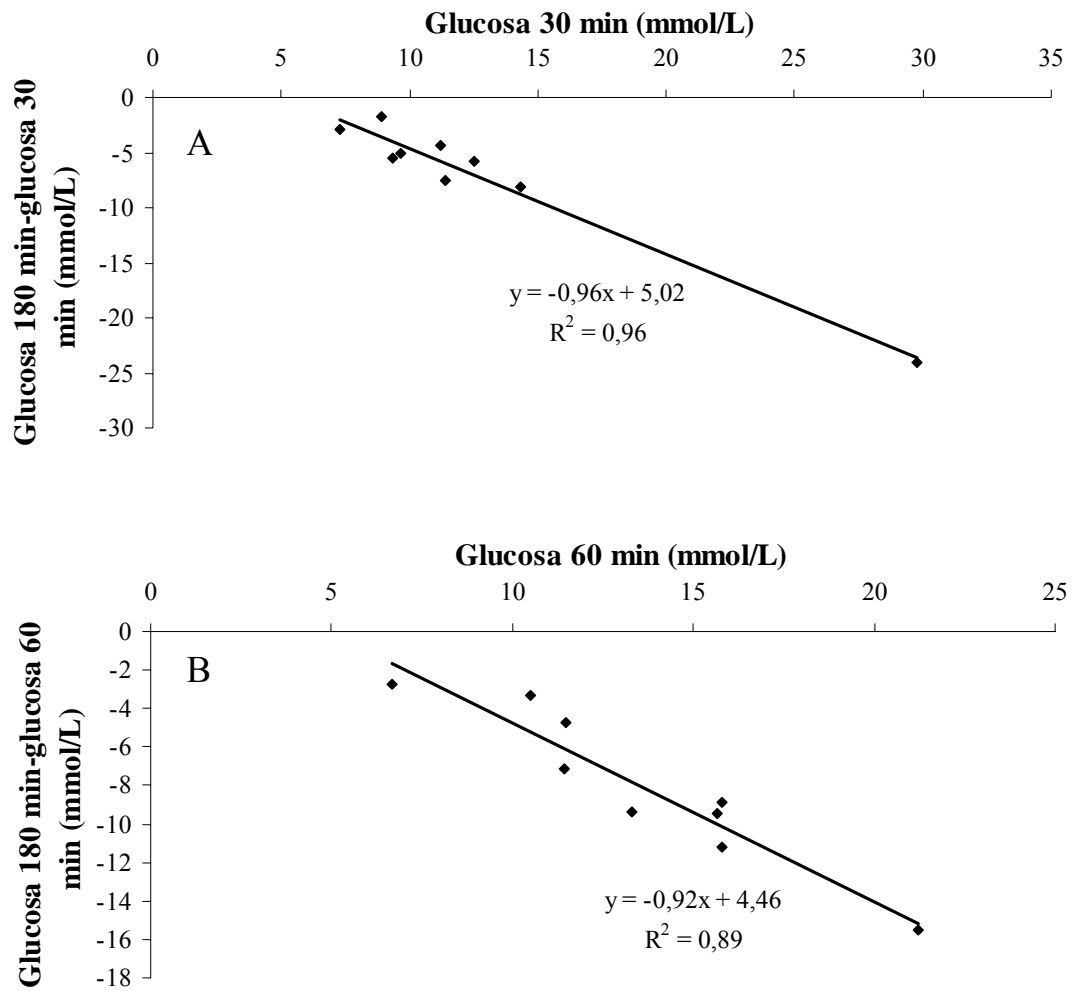 Glucosa 30 min (mmol/L)
0 5 10 15 20 25 30 35
Glucosa 180 min-glucosa 30
min (mmol/L)
0
-5
-10
-15
-20
-25
-30
A
y = -0,96x + 5,02
R² = 0,96
Glucosa 60 min (mmol/L)
0 5 10 15 20 25
Glucosa 180 min-glucosa 60
min (mmol/L)
0
-2
-4
-6
-8
-10
-12
-14
-16
-18
B
y = -0,92x + 4,46
R² = 0,89